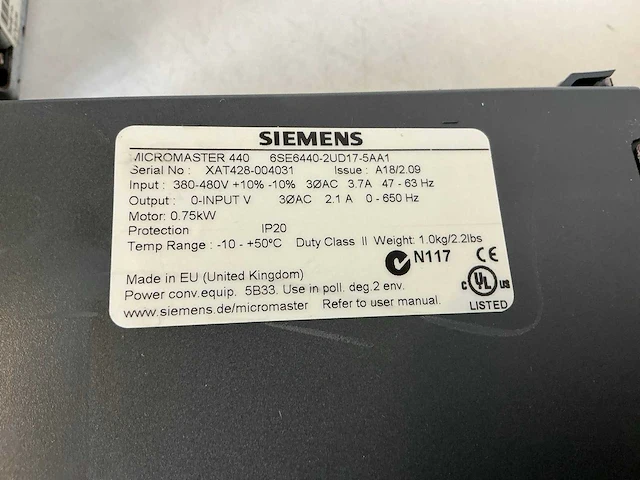 SIEMENS
MICROMASTER 440 6SE6440-2UD17-5AA1
Serial No : XAT428-004031 Issue : A18/2.09
Input : 380-480V +10% -10% 3ØAC 3.7A 47 - 63 Hz
Output : 0-INPUT V 3ØAC 2.1 A 0 - 650 Hz
Motor: 0.75kW
Protection IP20
Temp Range : -10 - +50°C Duty Class II Weight: 1.0kg/2.2lbs
N117 CE
Made in EU (United Kingdom)
Power conv.equip. 5B33. Use in poll. deg.2 env.
C UL US
www.siemens.de/micromaster Refer to user manual.
LISTED